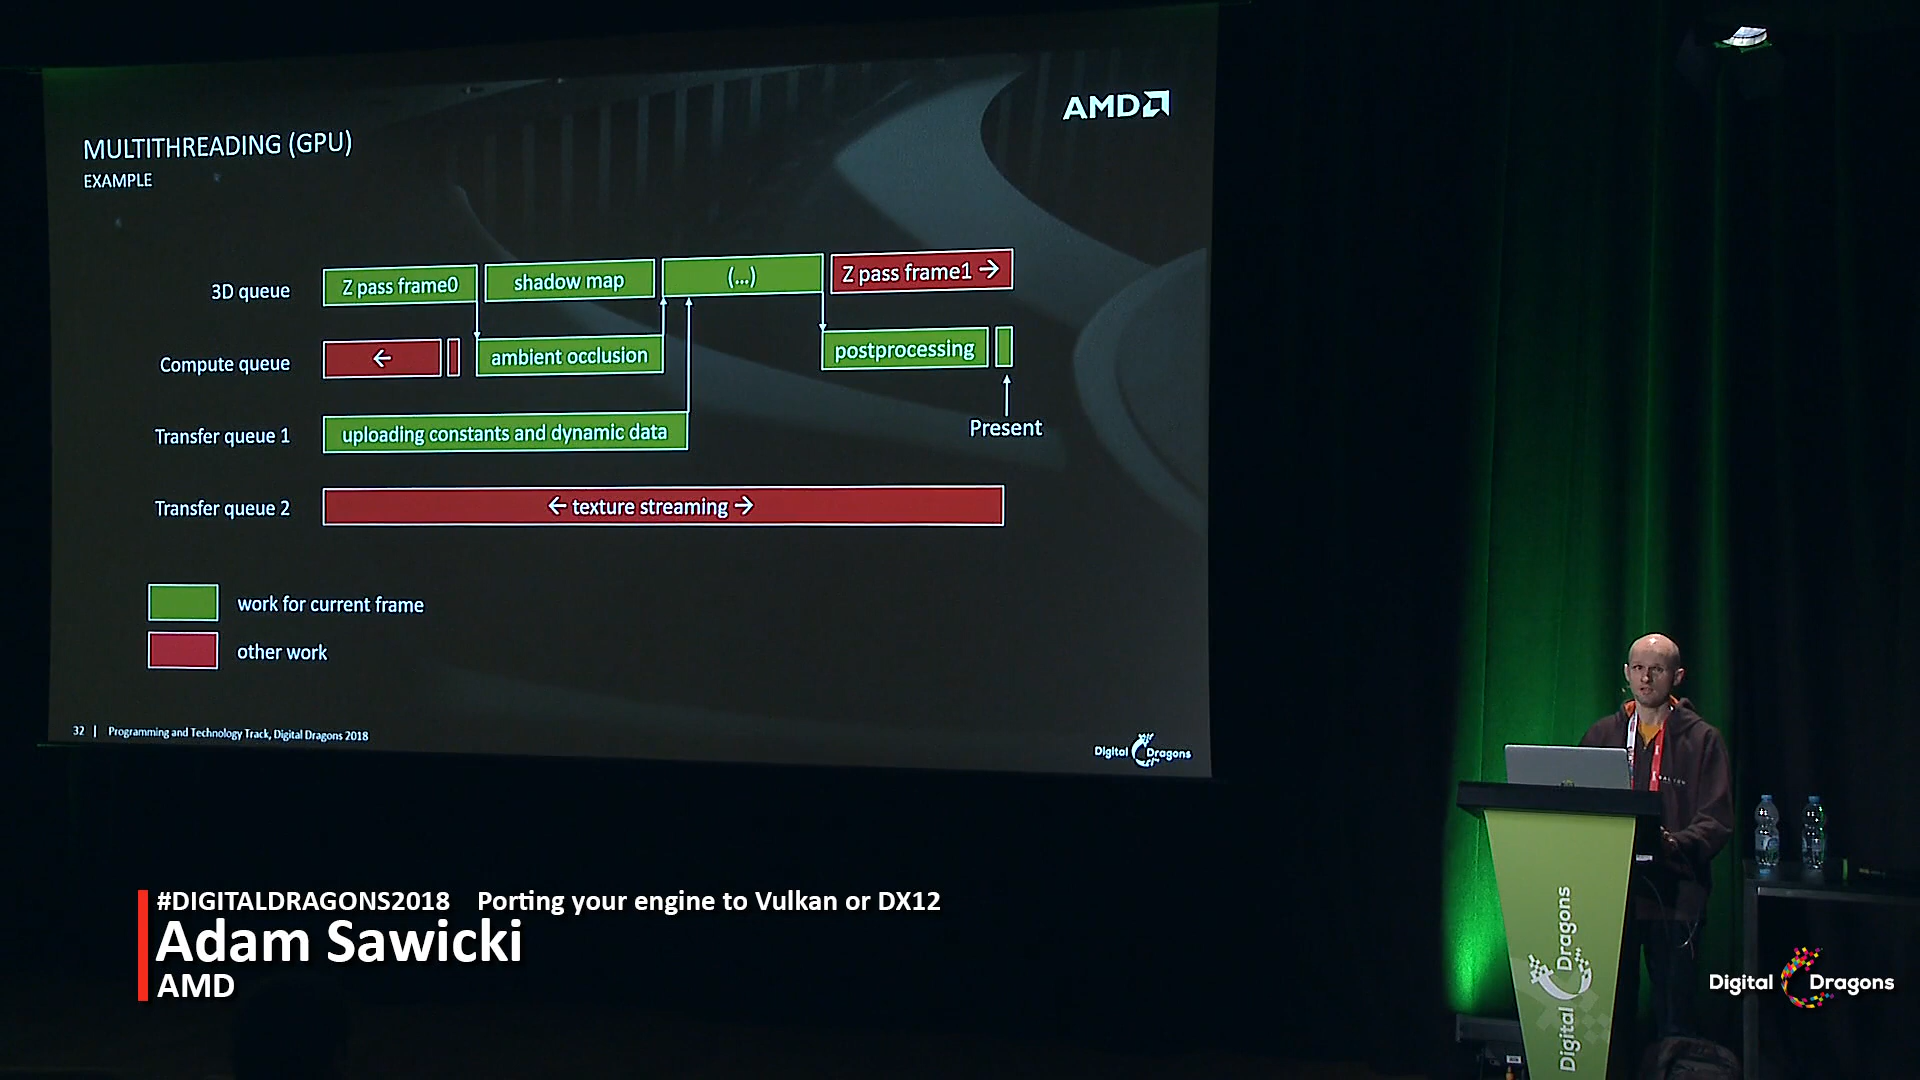 AMD
MULTITHREADING (GPU)
EXAMPLE
3D queue
Z pass frame0
shadow map
(...)
Z pass frame1 →
Compute queue
←
ambient occlusion
postprocessing
Transfer queue 1
uploading constants and dynamic data
Present
Transfer queue 2
← texture streaming →
work for current frame
other work
32 | Programming and Technology Track, Digital Dragons 2018
Digital Dragons
#DIGITALDRAGONS2018 Porting your engine to Vulkan or DX12
Adam Sawicki
AMD
Digital Dragons
Digital Dragons